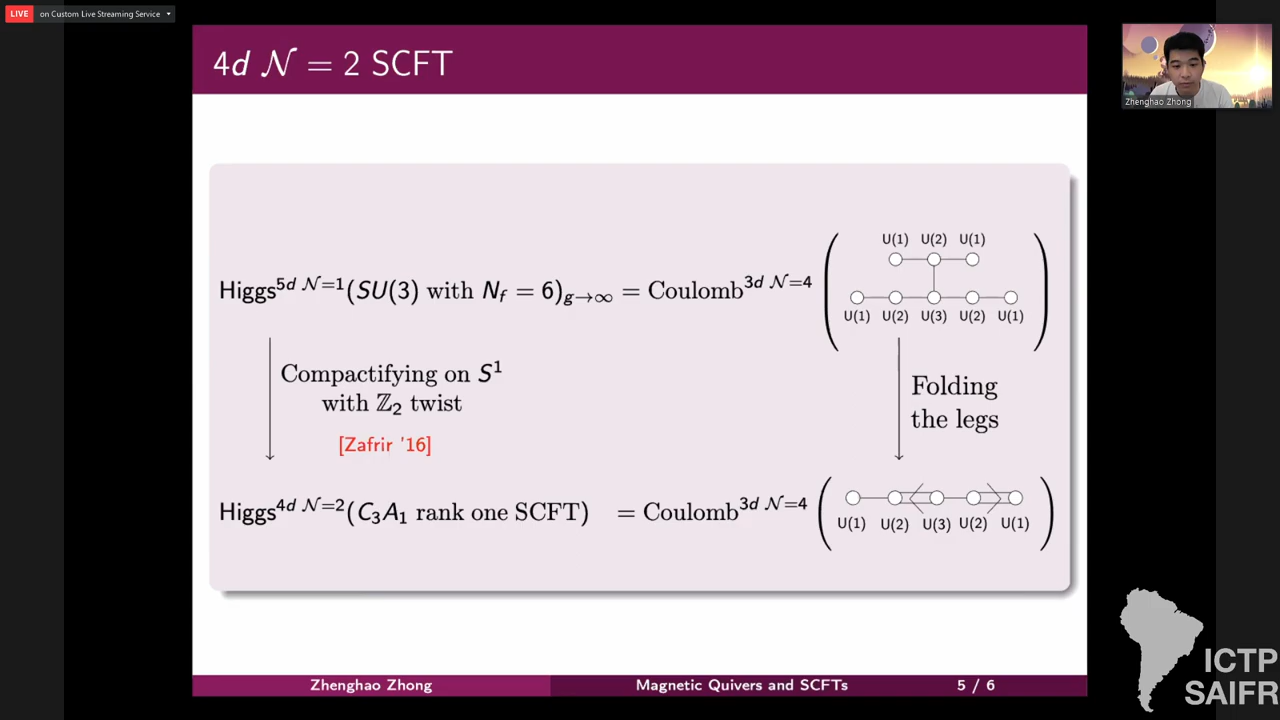 LIVE on Custom Live Streaming Service
4d 𝒩 = 2 SCFT
Zhenghao Zhong
U(1) U(2) U(1)
Higgs^{5d 𝒩=1}(SU(3) with N_f = 6)_{g→∞} = Coulomb^{3d 𝒩=4}
U(1) U(2) U(3) U(2) U(1)
Compactifying on S^1
with ℤ_2 twist
[Zafrir '16]
Folding
the legs
Higgs^{4d 𝒩=2}(C_3A_1 rank one SCFT) = Coulomb^{3d 𝒩=4}
U(1) U(2) U(3) U(2) U(1)
Zhenghao Zhong Magnetic Quivers and SCFTs 5 / 6
ICTP
SAIFR